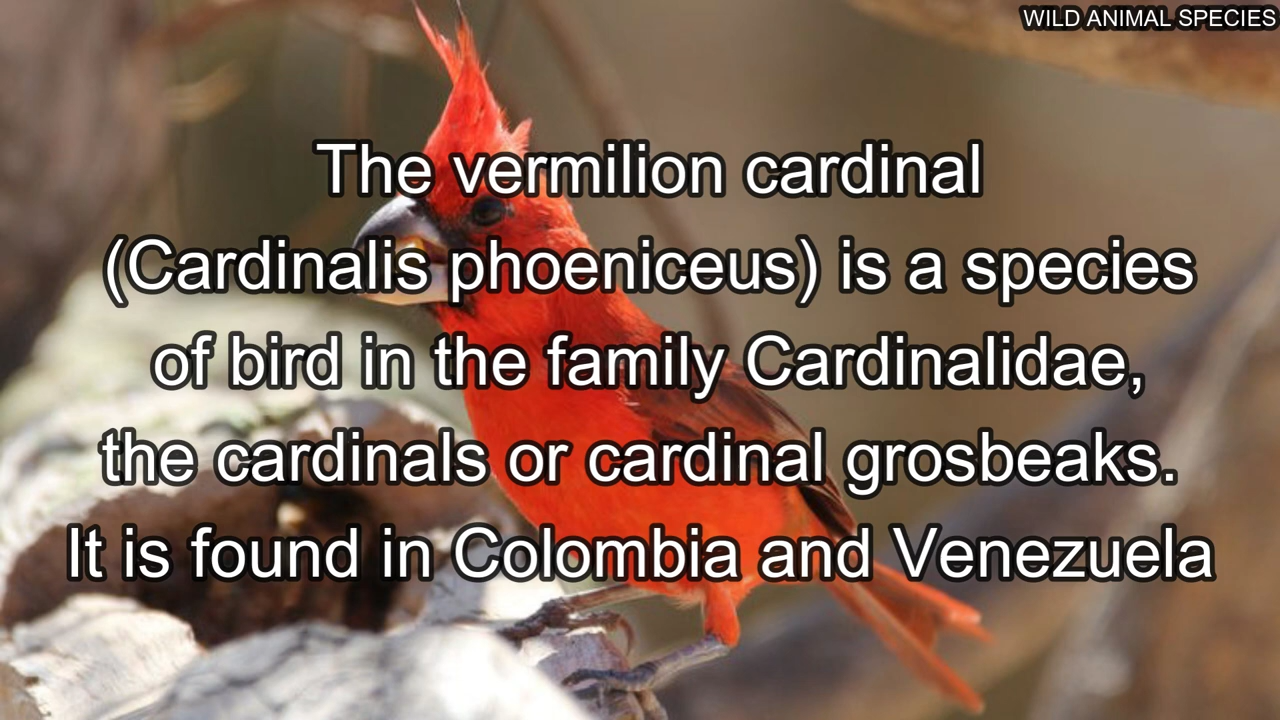 WILD ANIMAL SPECIES
The vermilion cardinal
(Cardinalis phoeniceus) is a species
of bird in the family Cardinalidae,
the cardinals or cardinal grosbeaks.
It is found in Colombia and Venezuela